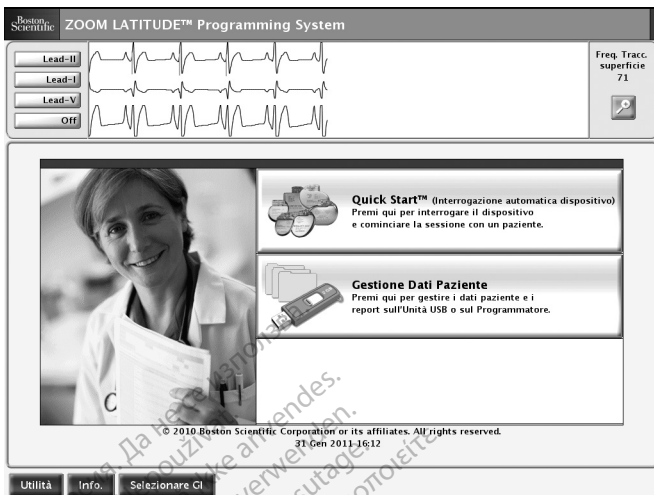 Boston
Scientific
ZOOM LATITUDE™ Programming System
Lead-II
Lead-I
Lead-V
Off
Freq. Tracc.
superficie
71
Quick Start™ (Interrogazione automatica dispositivo)
Premi qui per interrogare il dispositivo
e cominciare la sessione con un paziente.
Gestione Dati Paziente
Premi qui per gestire i dati paziente e i
report sull'Unità USB o sul Programmatore.
© 2010 Boston Scientific Corporation or its affiliates. All rights reserved.
31 Gen 2011 16:12
Utilità
Info.
Selezionare GI